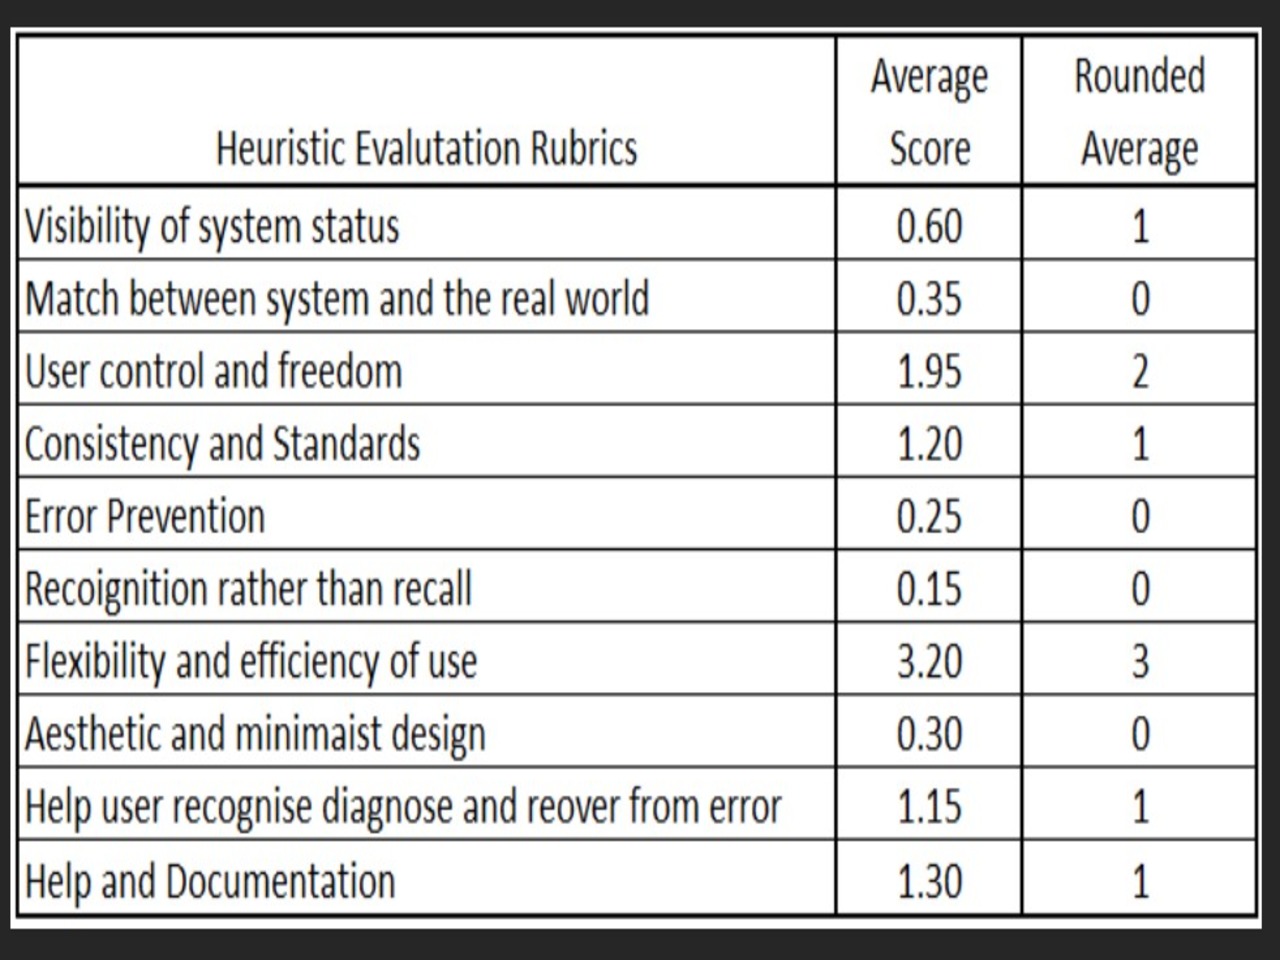 Heuristic Evalutation Rubrics Average Score Rounded Average
Visibility of system status 0.60 1
Match between system and the real world 0.35 0
User control and freedom 1.95 2
Consistency and Standards 1.20 1
Error Prevention 0.25 0
Recoignition rather than recall 0.15 0
Flexibility and efficiency of use 3.20 3
Aesthetic and minimaist design 0.30 0
Help user recognise diagnose and reover from error 1.15 1
Help and Documentation 1.30 1